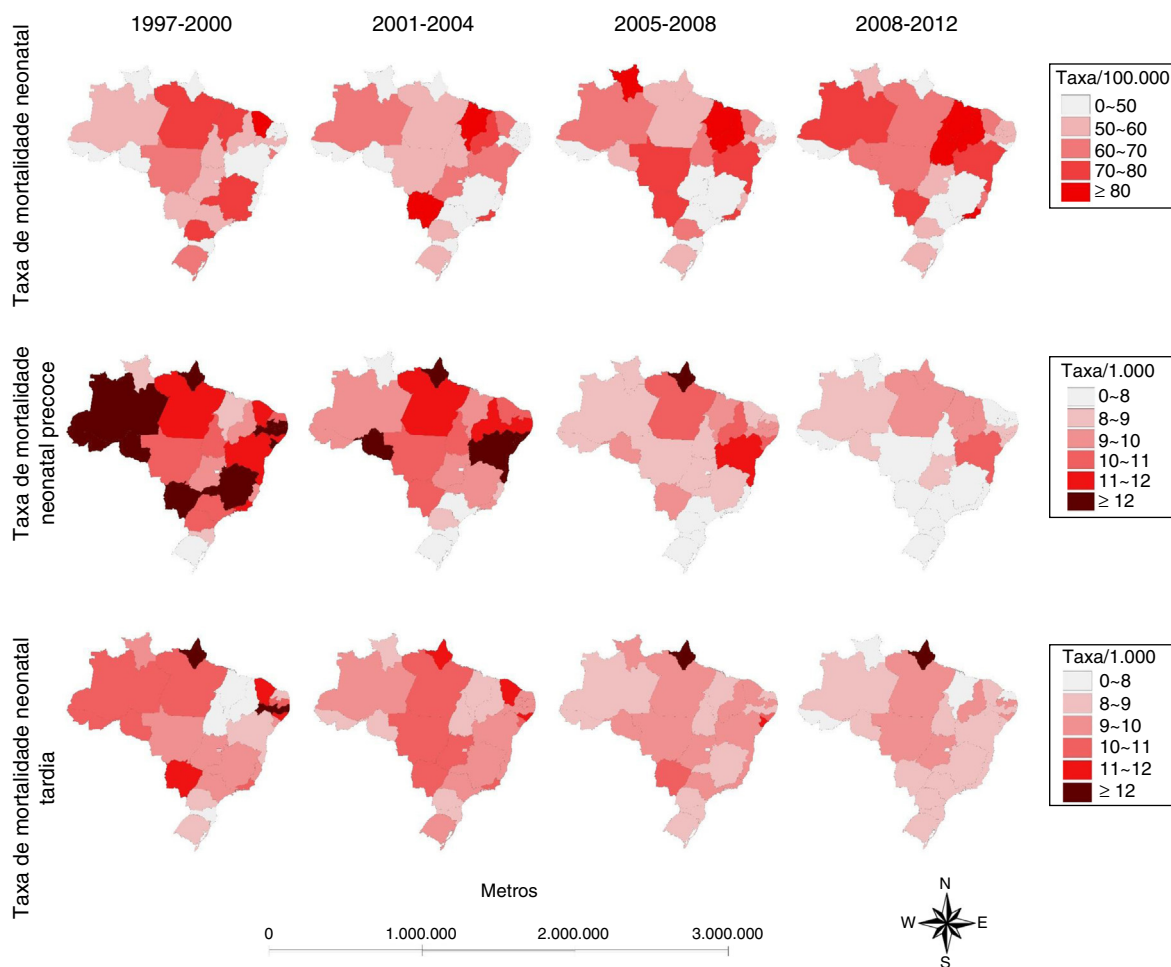 1997-2000
2001-2004
2005-2008
2008-2012
Taxa de mortalidade neonatal
Taxa/100.000
0~50
50~60
60~70
70~80
≥ 80
Taxa de mortalidade
neonatal precoce
Taxa/1.000
0~8
8~9
9~10
10~11
11~12
≥ 12
Taxa de mortalidade neonatal
tardia
Taxa/1.000
0~8
8~9
9~10
10~11
11~12
≥ 12
Metros
0
1.000.000
2.000.000
3.000.000
N
W
E
S